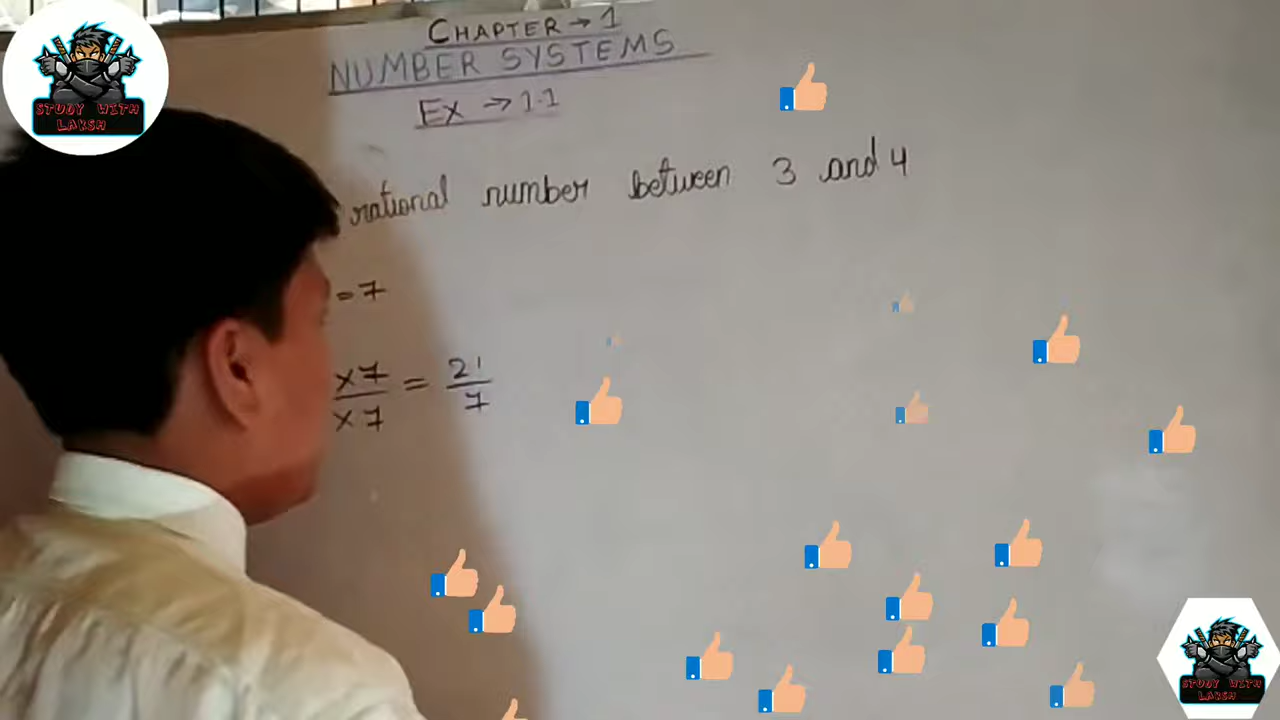 CHAPTER → 1
NUMBER SYSTEMS
Ex → 1.1
rational number between 3 and 4
= 7
×7/×7 = 21/7
STUDY WITH
LAKSH
STUDY WITH
LAKSH